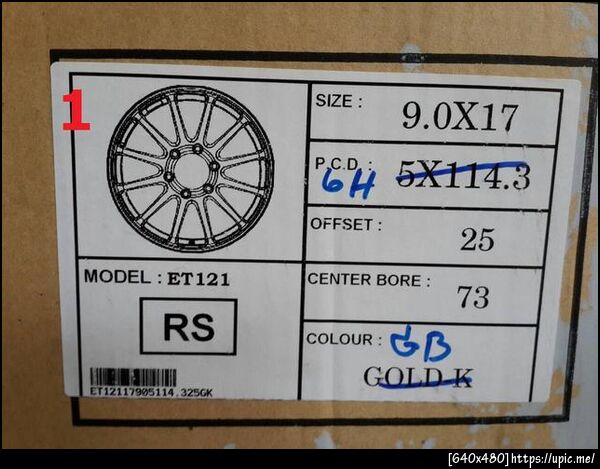 1
SIZE : 9.0X17
P.C.D. : 5X114.3
6H
OFFSET : 25
MODEL : ET121
CENTER BORE : 73
RS
COLOUR : GB
GOLD K
ET12117905114.325GK
[640x480]https://upic.me/